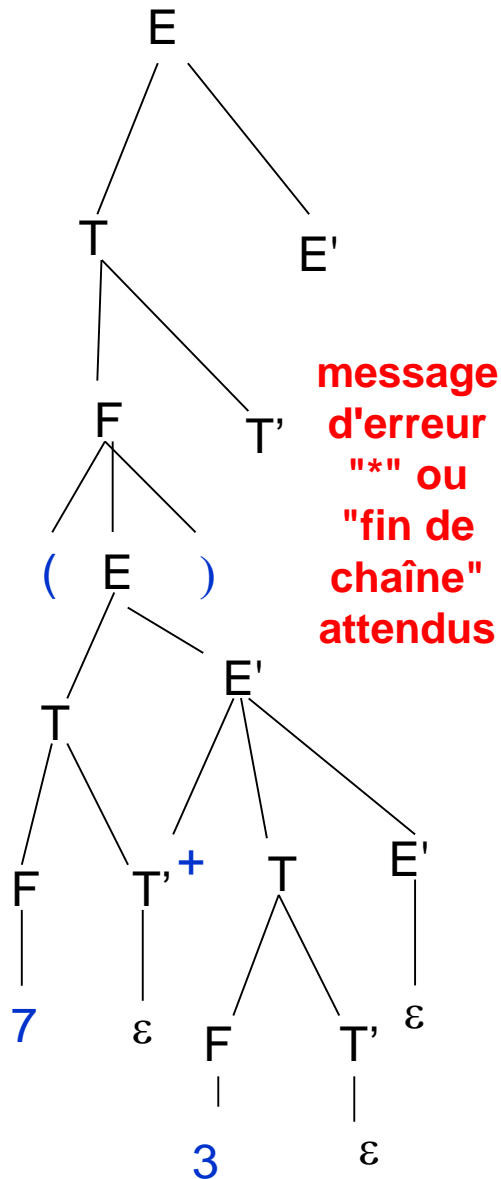 E
T E'
F T’
message
d'erreur
"*" ou
"fin de
chaîne"
attendus
( E )
T E'
F T’ + T E'
7 ε F T’ ε
3 ε